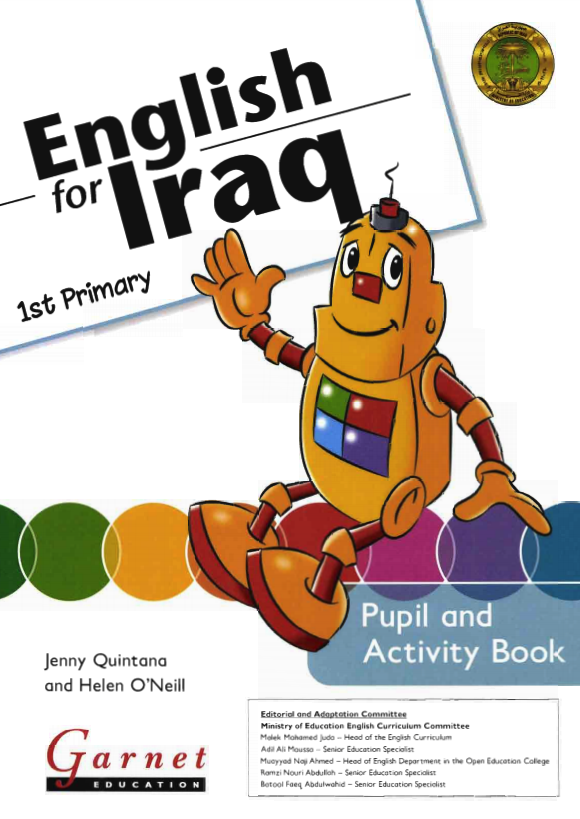 English
for Iraq
1st Primary
Pupil and
Activity Book
Jenny Quintana
and Helen O'Neill
Garnet
EDUCATION
Editorial and Adaptation Committee
Ministry of Education English Curriculum Committee
Malek Mohamed Juda – Head of the English Curriculum
Adil Ali Moussa – Senior Education Specialist
Muayyad Naji Ahmed – Head of English Department in the Open Education College
Ramzi Nouri Abdullah – Senior Education Specialist
Batool Faeq Abdulwahid – Senior Education Specialist